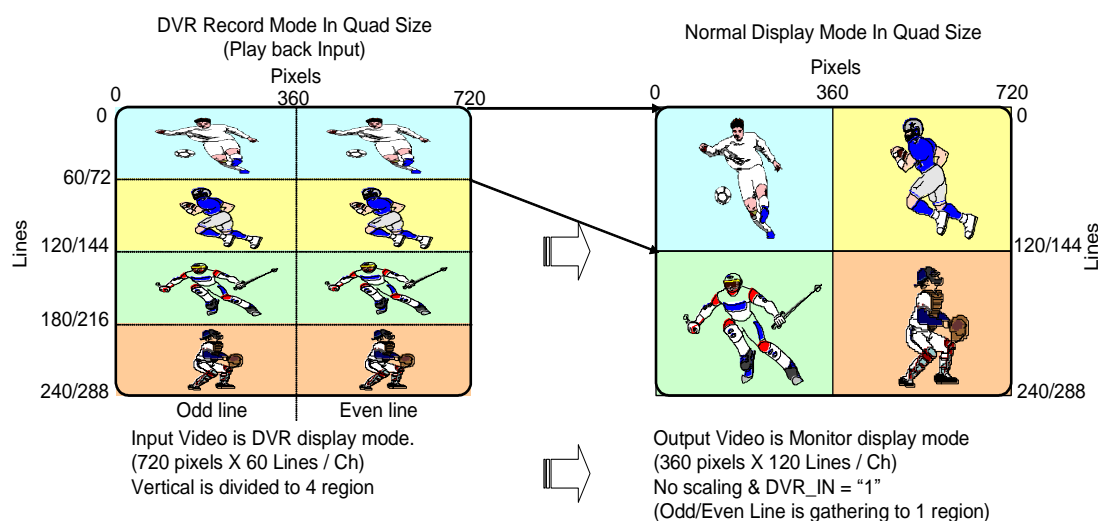 DVR Record Mode In Quad Size
(Play back Input)
Pixels
0 360 720
0
60/72
120/144
180/216
240/288
Lines
Odd line Even line
Input Video is DVR display mode.
(720 pixels X 60 Lines / Ch)
Vertical is divided to 4 region
Normal Display Mode In Quad Size
Pixels
0 360 720
0
120/144
240/288
Lines
Output Video is Monitor display mode
(360 pixels X 120 Lines / Ch)
No scaling & DVR_IN = “1”
(Odd/Even Line is gathering to 1 region)